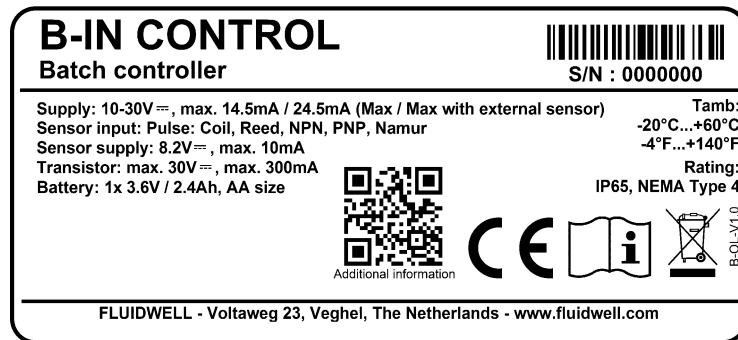 B-IN CONTROL
Batch controller
S/N : 0000000
Supply: 10-30V⎓, max. 14.5mA / 24.5mA (Max / Max with external sensor)
Sensor input: Pulse: Coil, Reed, NPN, PNP, Namur
Sensor supply: 8.2V⎓, max. 10mA
Transistor: max. 30V⎓, max. 300mA
Battery: 1x 3.6V / 2.4Ah, AA size
Tamb:
-20°C...+60°C
-4°F...+140°F
Rating:
IP65, NEMA Type 4
Additional information
CE
i
B-OL-V1.0
FLUIDWELL - Voltaweg 23, Veghel, The Netherlands - www.fluidwell.com